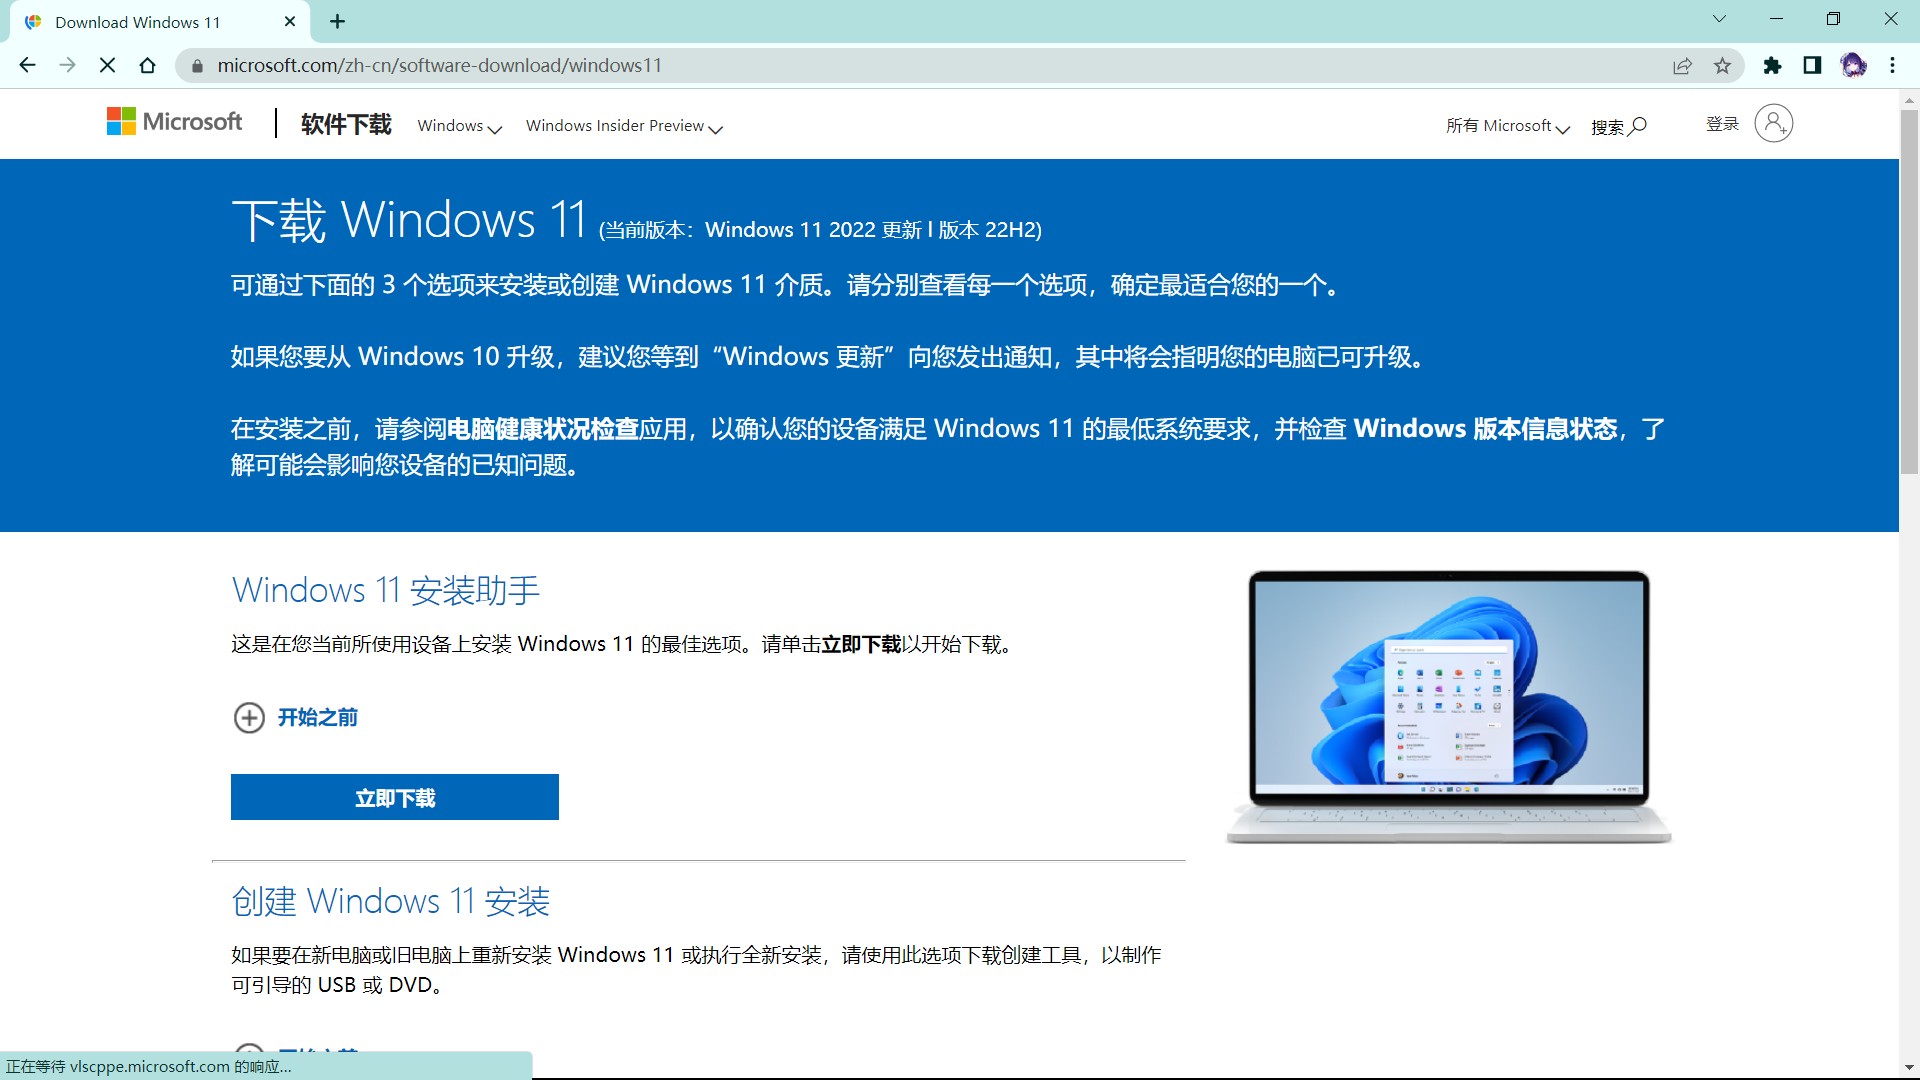 Download Windows 11
microsoft.com/zh-cn/software-download/windows11
Microsoft
软件下载
Windows
Windows Insider Preview
所有 Microsoft
搜索
登录
下载 Windows 11 (当前版本：Windows 11 2022 更新 l 版本 22H2)
可通过下面的 3 个选项来安装或创建 Windows 11 介质。请分别查看每一个选项，确定最适合您的一个。
如果您要从 Windows 10 升级，建议您等到“Windows 更新”向您发出通知，其中将会指明您的电脑已可升级。
在安装之前，请参阅电脑健康状况检查应用，以确认您的设备满足 Windows 11 的最低系统要求，并检查 Windows 版本信息状态，了
解可能会影响您设备的已知问题。
Windows 11 安装助手
这是在您当前所使用设备上安装 Windows 11 的最佳选项。请单击立即下载以开始下载。
开始之前
立即下载
创建 Windows 11 安装
如果要在新电脑或旧电脑上重新安装 Windows 11 或执行全新安装，请使用此选项下载创建工具，以制作
可引导的 USB 或 DVD。
正在等待 vlscppe.microsoft.com 的响应...